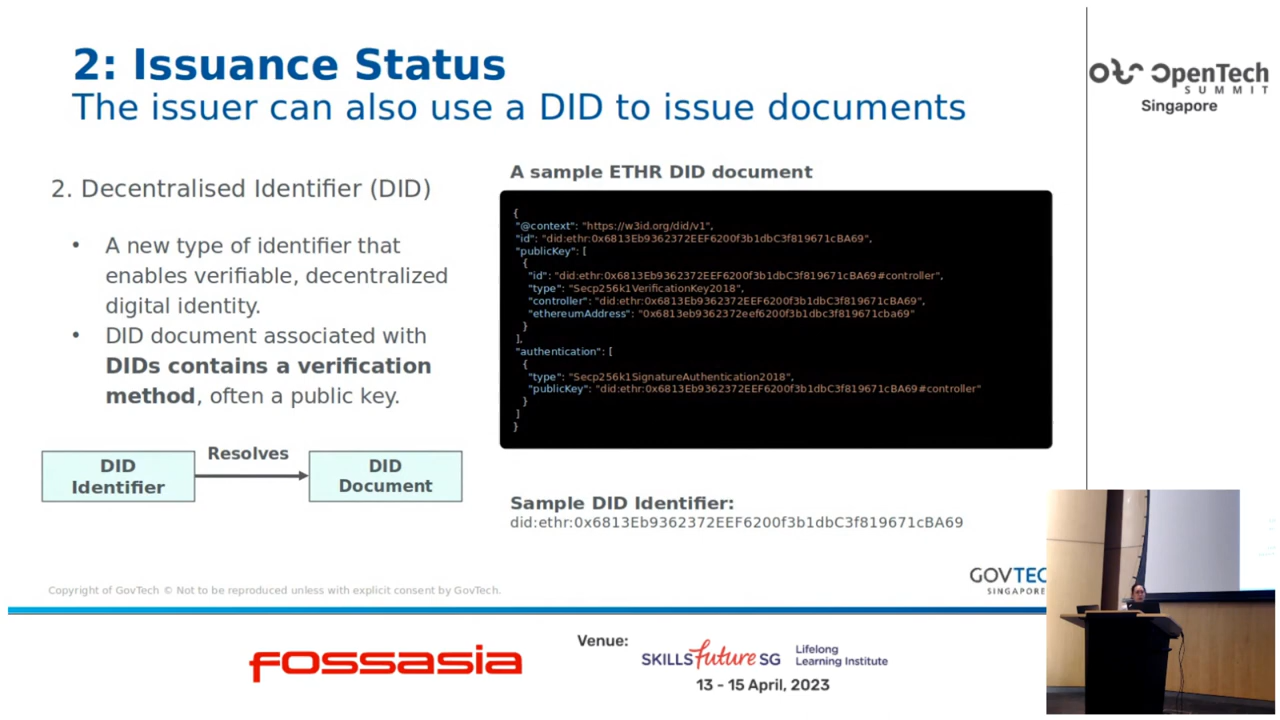 2: Issuance Status
The issuer can also use a DID to issue documents
OpenTech
SUMMIT
Singapore
2. Decentralised Identifier (DID)
• A new type of identifier that
enables verifiable, decentralized
digital identity.
• DID document associated with
DIDs contains a verification
method, often a public key.
Resolves
DID
Identifier
DID
Document
A sample ETHR DID document
{
"@context": "https://w3id.org/did/v1",
"id": "did:ethr:0x6813Eb9362372EEF6200f3b1dbC3f819671cBA69",
"publicKey": [
{
"id": "did:ethr:0x6813Eb9362372EEF6200f3b1dbC3f819671cBA69#controller",
"type": "Secp256k1VerificationKey2018",
"controller": "did:ethr:0x6813Eb9362372EEF6200f3b1dbC3f819671cBA69",
"ethereumAddress": "0x6813eb9362372eef6200f3b1dbc3f819671cba69"
}
],
"authentication": [
{
"type": "Secp256k1SignatureAuthentication2018",
"publicKey": "did:ethr:0x6813Eb9362372EEF6200f3b1dbC3f819671cBA69#controller"
}
]
}
Sample DID Identifier:
did:ethr:0x6813Eb9362372EEF6200f3b1dbC3f819671cBA69
Copyright of GovTech © Not to be reproduced unless with explicit consent by GovTech.
GOVTEC
SINGAPORE
fossasia
Venue:
SKILLS future SG
Lifelong
Learning Institute
13 - 15 April, 2023